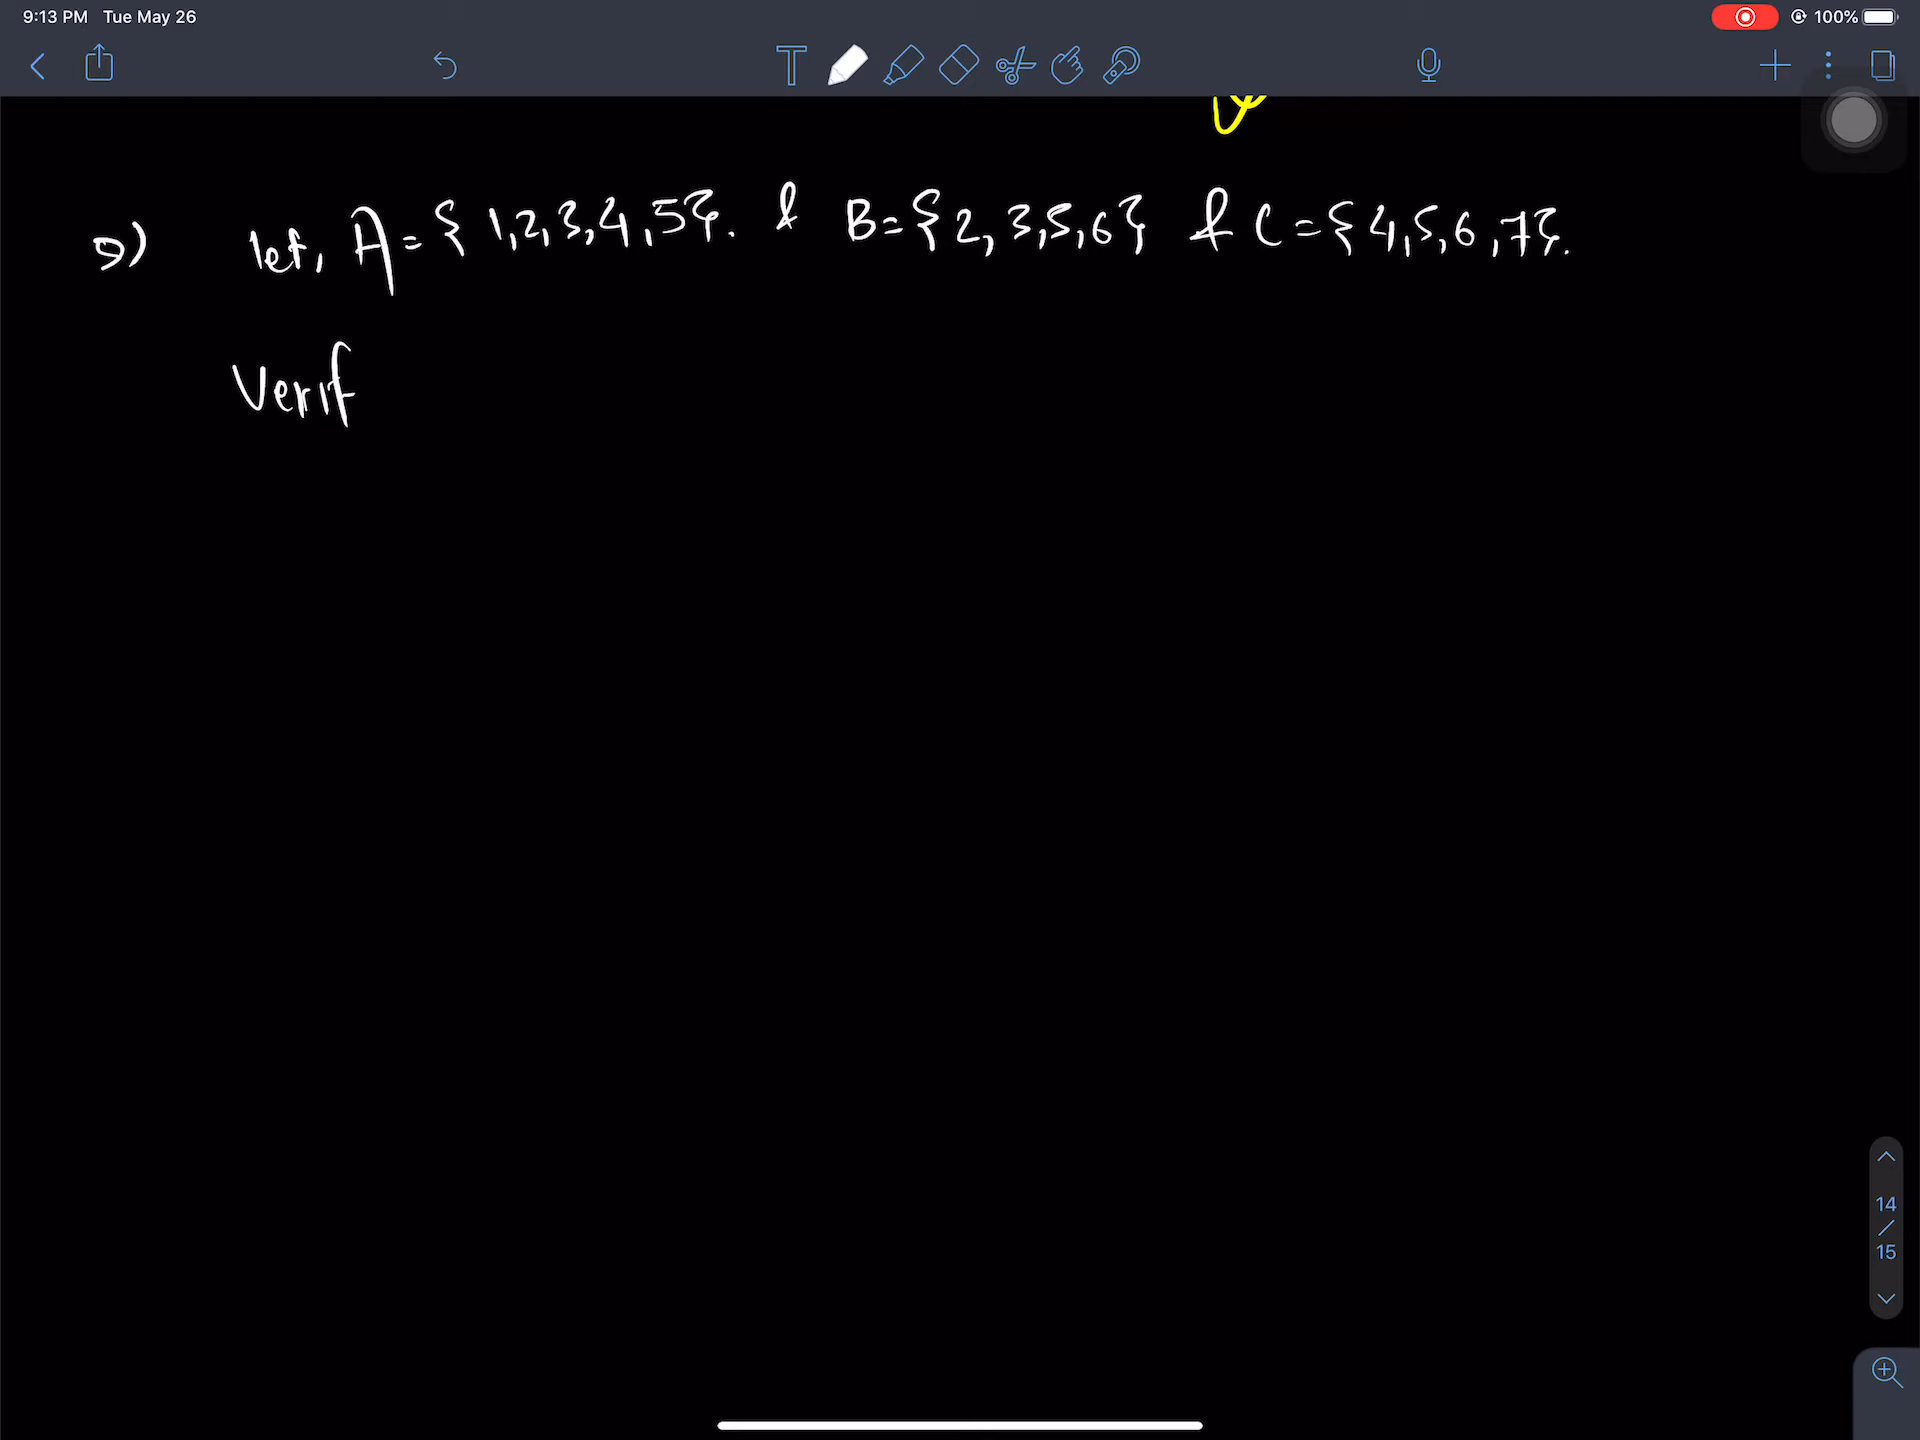 9:13 PM Tue May 26
100%
5) let, A = { 1,2,3,4,5}. & B={2,3,5,6} & C={4,5,6,7}.
Verif
14
/
15